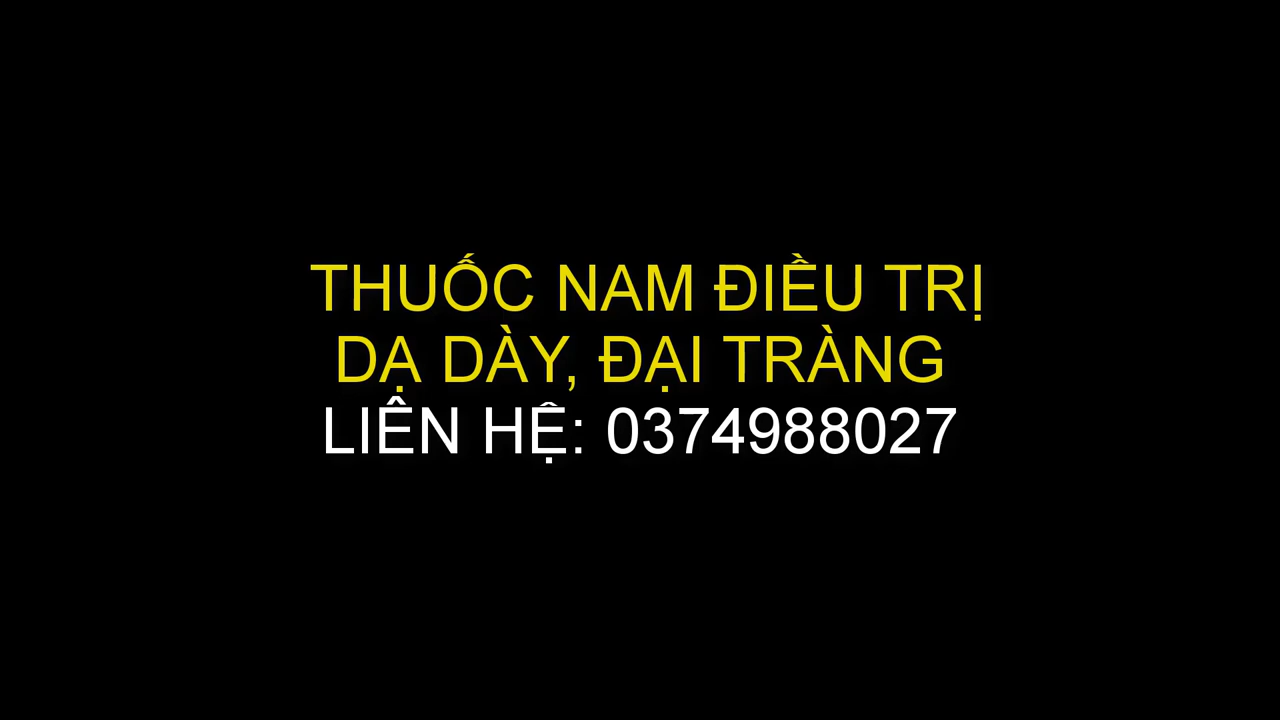 THUỐC NAM ĐIỀU TRỊ
DẠ DÀY, ĐẠI TRÀNG
LIÊN HỆ: 0374988027